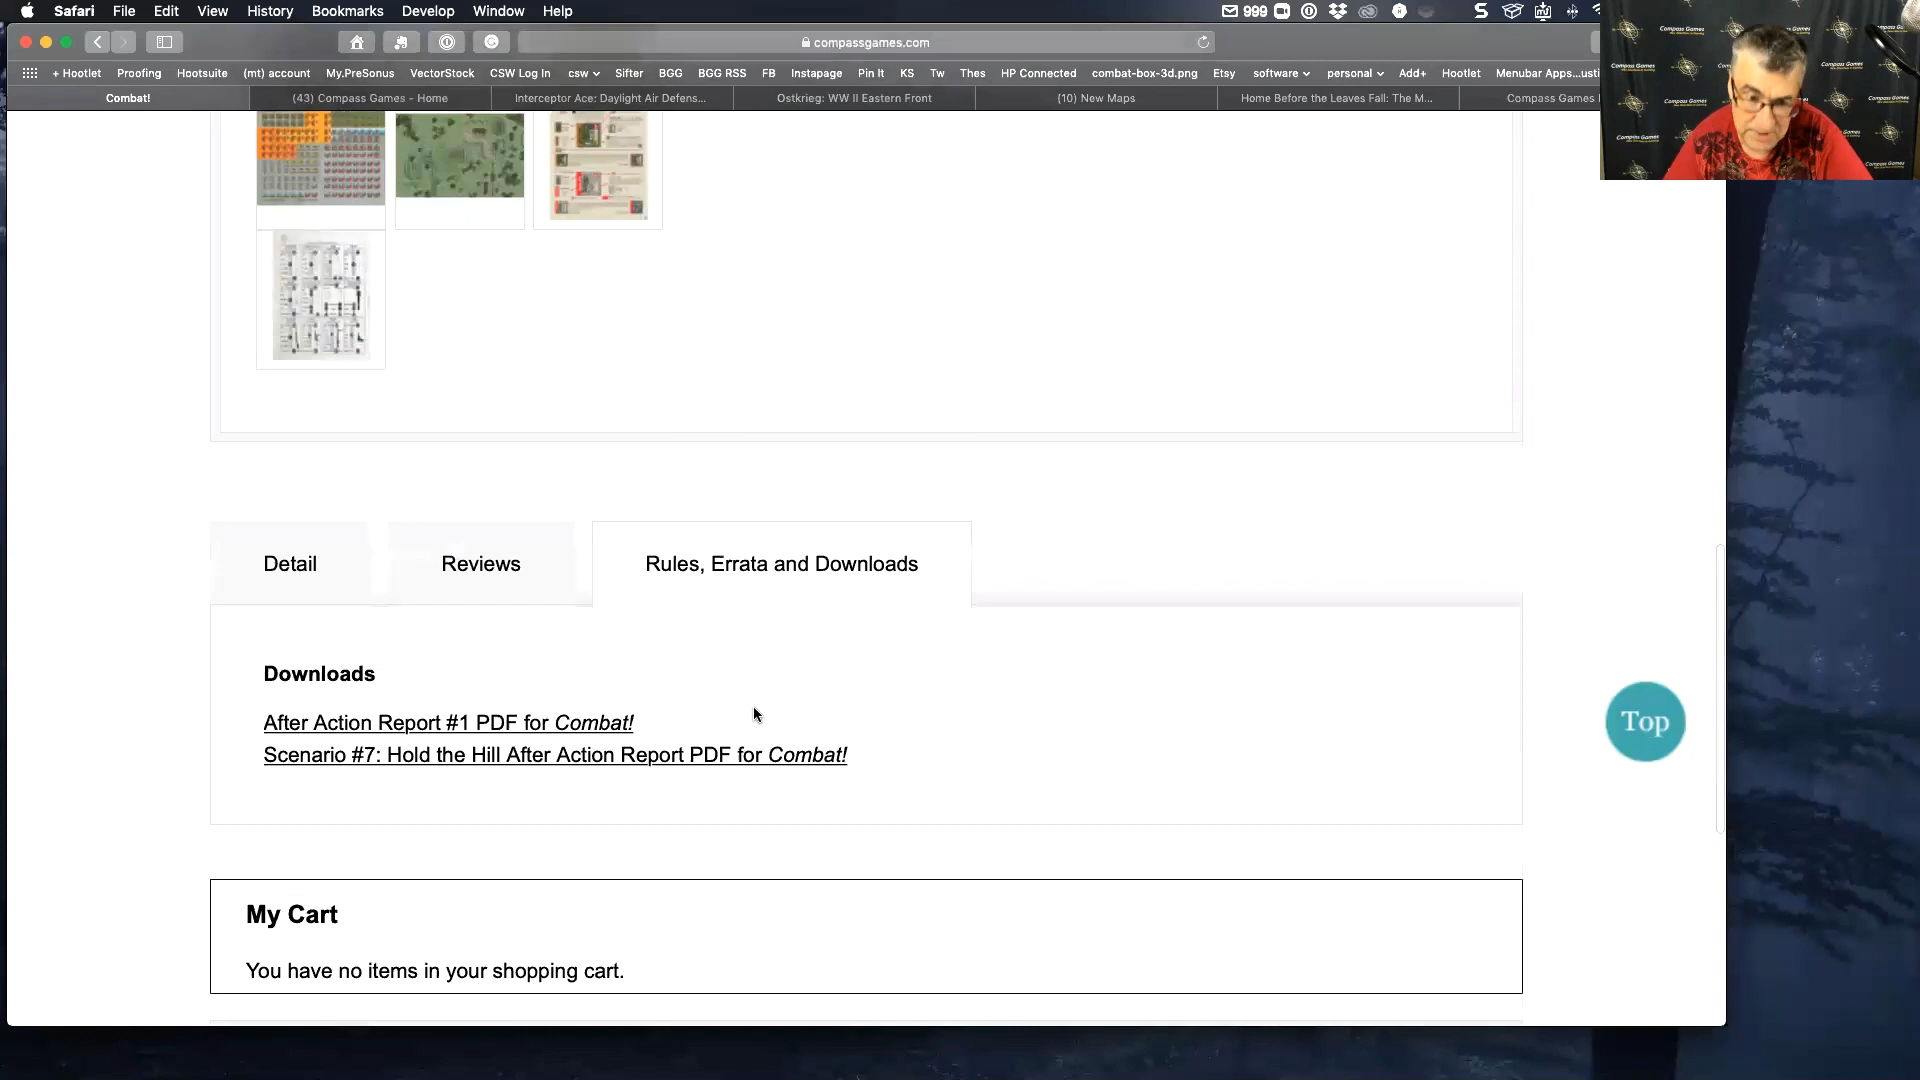 Safari File Edit View History Bookmarks Develop Window Help 999
compassgames.com
+ Hootlet Proofing Hootsuite (mt) account My.PreSonus VectorStock CSW Log In csw Sifter BGG BGG RSS FB Instapage Pin It KS Tw Thes HP Connected combat-box-3d.png Etsy software personal Add+ Hootlet Menubar Apps...usti
Combat! (43) Compass Games - Home Interceptor Ace: Daylight Air Defens... Ostkrieg: WW II Eastern Front (10) New Maps Home Before the Leaves Fall: The M... Compass Games
Compass Games
Detail Reviews Rules, Errata and Downloads
Downloads
After Action Report #1 PDF for Combat!
Scenario #7: Hold the Hill After Action Report PDF for Combat!
Top
My Cart
You have no items in your shopping cart.